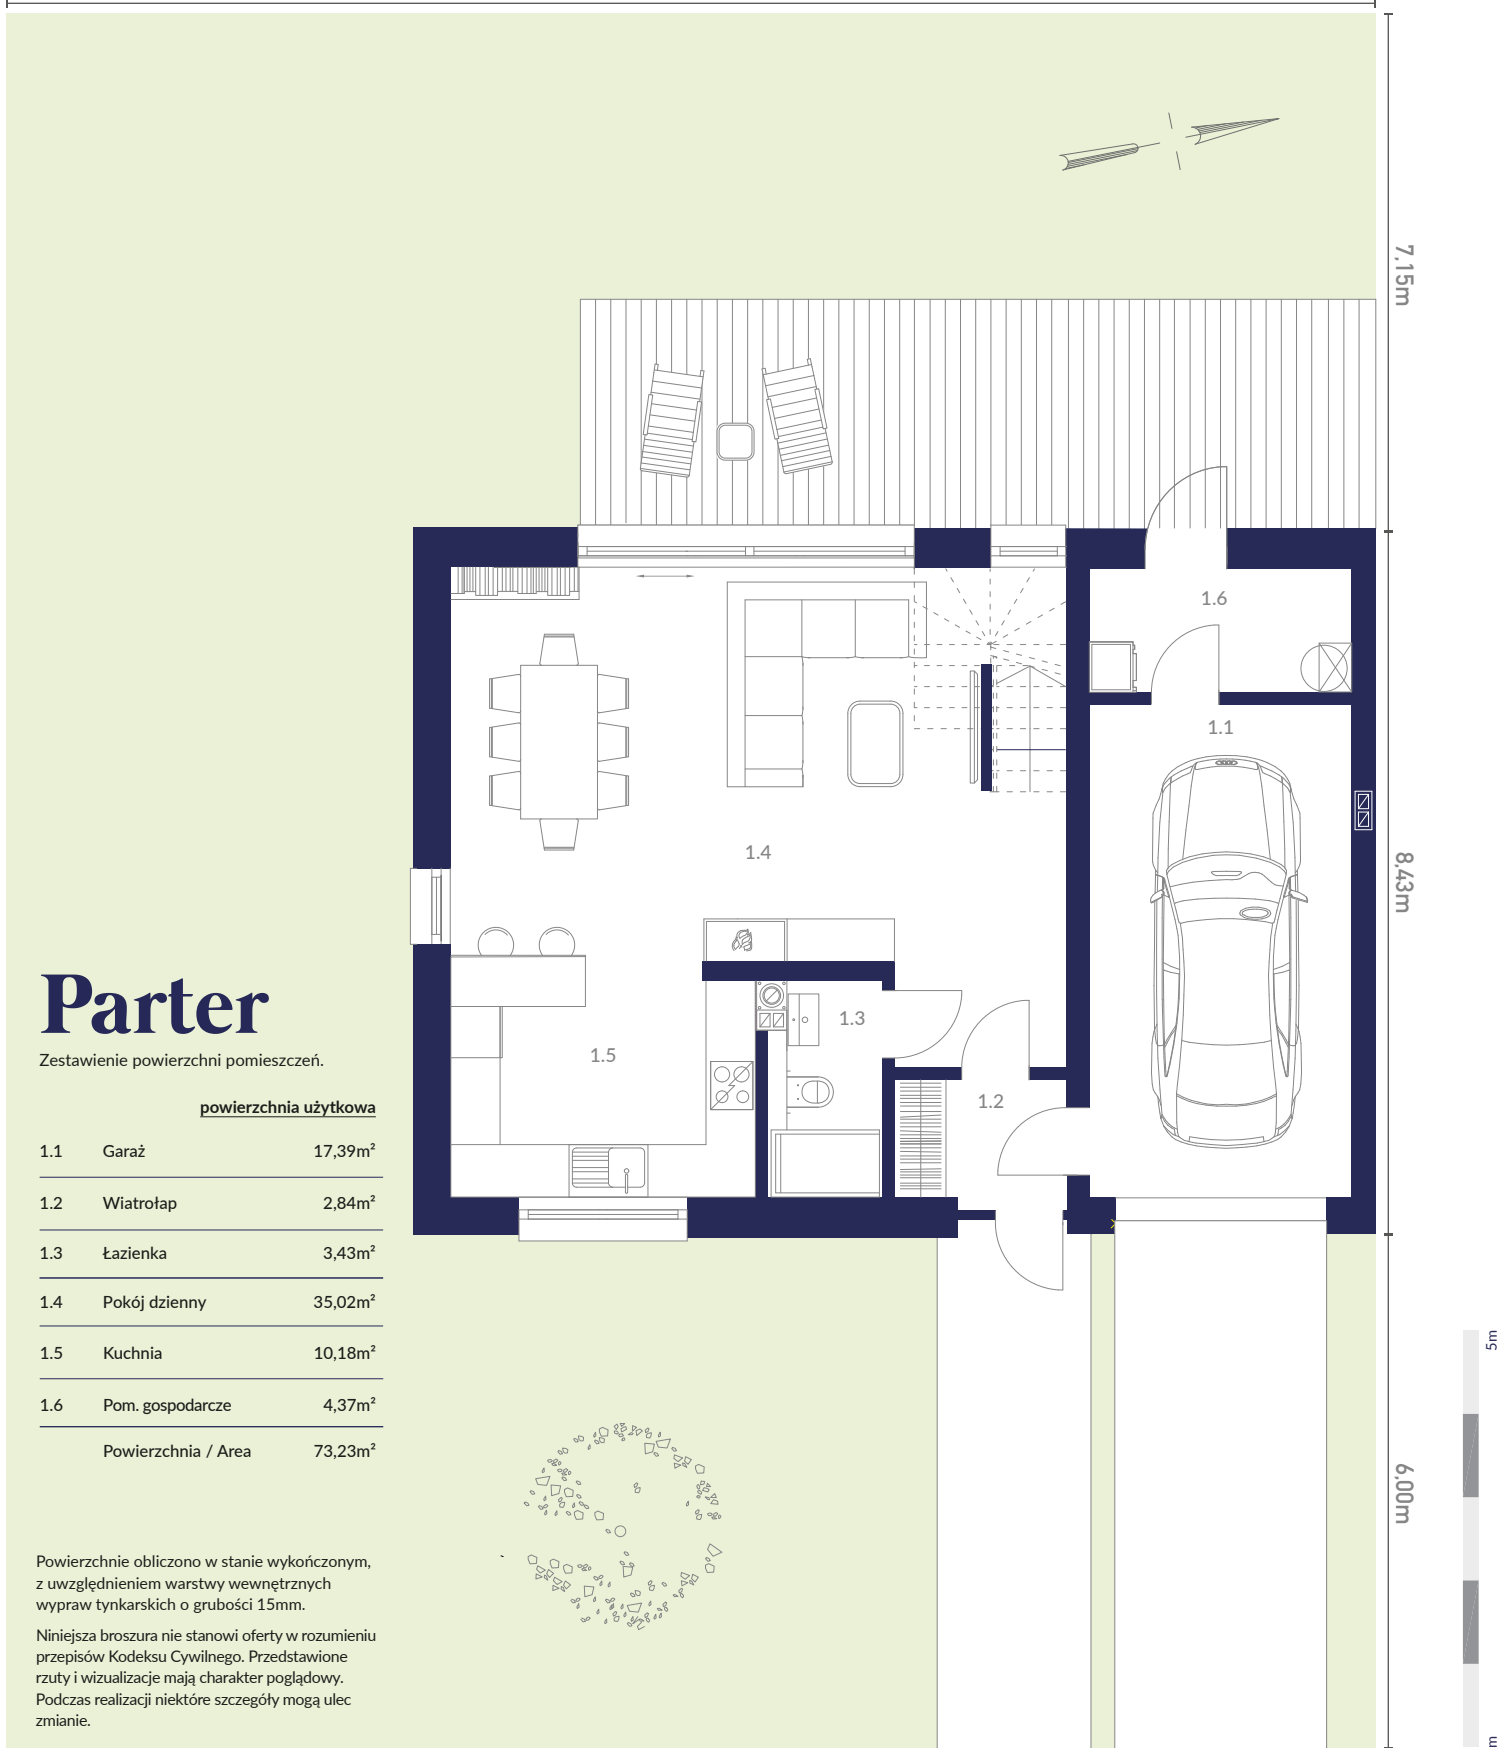 7,15m
1.6
1.1
1.4
8,43m
1.3
1.5
1.2
Parter
Zestawienie powierzchni pomieszczeń.
powierzchnia użytkowa
1.1 Garaż 17,39m²
1.2 Wiatrołap 2,84m²
1.3 Łazienka 3,43m²
1.4 Pokój dzienny 35,02m²
1.5 Kuchnia 10,18m²
1.6 Pom. gospodarcze 4,37m²
Powierzchnia / Area 73,23m²
5m
6,00m
Powierzchnie obliczono w stanie wykończonym,
z uwzględnieniem warstwy wewnętrznych
wypraw tynkarskich o grubości 15mm.
Niniejsza broszura nie stanowi oferty w rozumieniu
przepisów Kodeksu Cywilnego. Przedstawione
rzuty i wizualizacje mają charakter poglądowy.
Podczas realizacji niektóre szczegóły mogą ulec
zmianie.
m